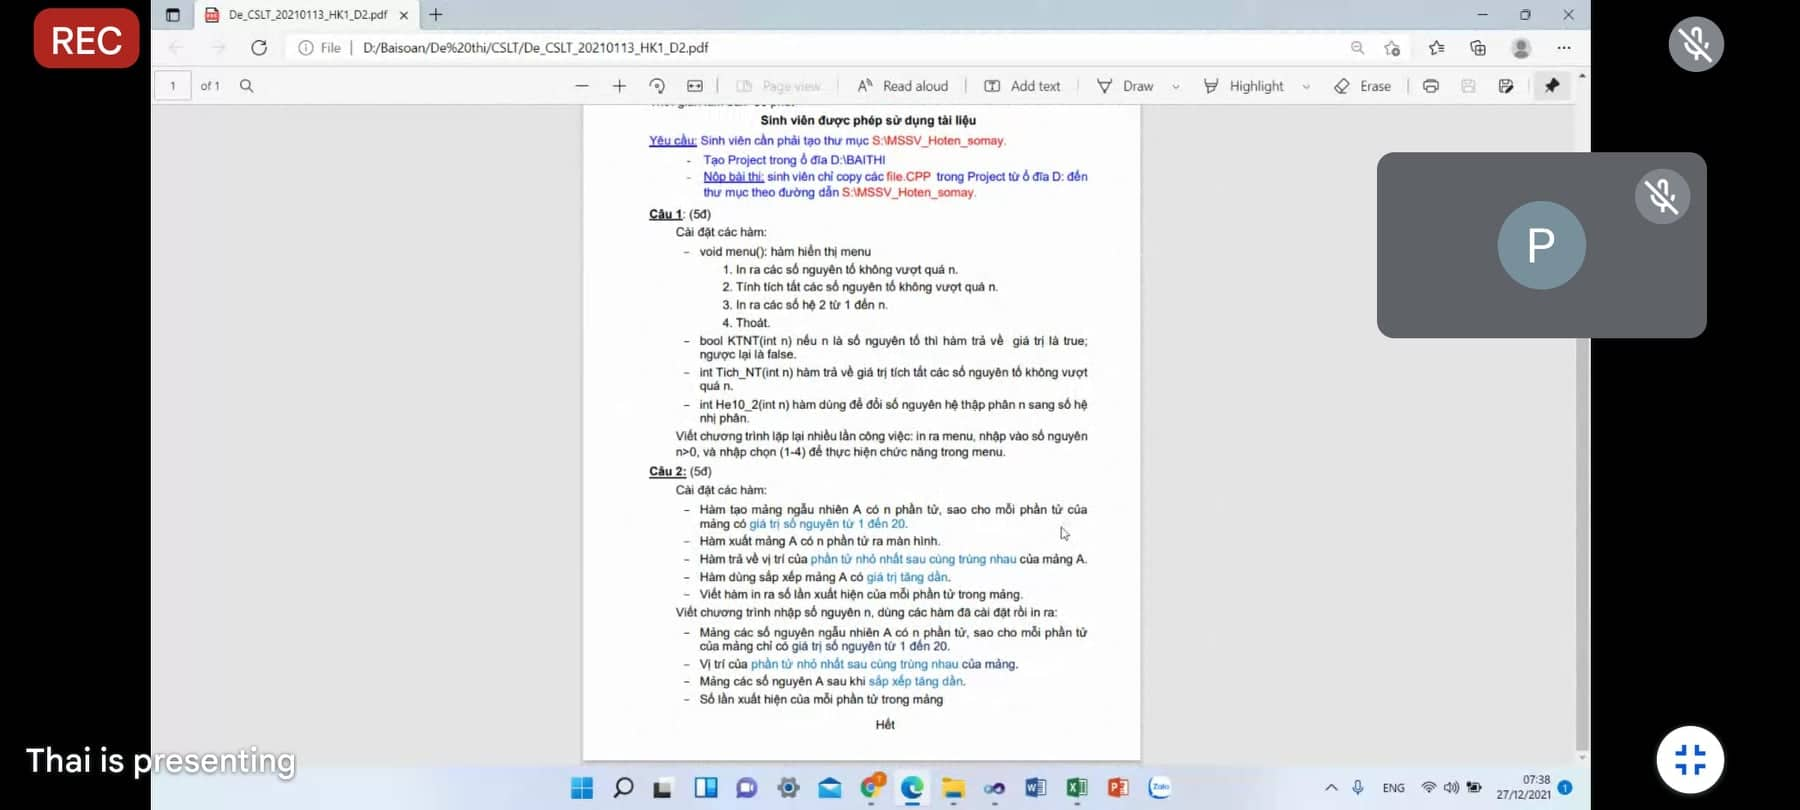 REC
De_CSLT_20210113_HK1_D2.pdf
File | D:/Baisoan/De%20thi/CSLT/De_CSLT_20210113_HK1_D2.pdf
1 of 1
Page view
Read aloud
Add text
Draw
Highlight
Erase
Sinh viên được phép sử dụng tài liệu
Yêu cầu: Sinh viên cần phải tạo thư mục S:\MSSV_Hoten_somay.
- Tạo Project trong ổ đĩa D:\BAITHI
- Nộp bài thi: sinh viên chỉ copy các file.CPP trong Project từ ổ đĩa D: đến
thư mục theo đường dẫn S:\MSSV_Hoten_somay.
Câu 1: (5đ)
Cài đặt các hàm:
- void menu(): hàm hiển thị menu
1. In ra các số nguyên tố không vượt quá n.
2. Tính tích tất các số nguyên tố không vượt quá n.
3. In ra các số hệ 2 từ 1 đến n.
4. Thoát.
- bool KTNT(int n) nếu n là số nguyên tố thì hàm trả về giá trị là true;
ngược lại là false.
- int Tich_NT(int n) hàm trả về giá trị tích tất các số nguyên tố không vượt
quá n.
- int He10_2(int n) hàm dùng để đổi số nguyên hệ thập phân n sang số hệ
nhị phân.
Viết chương trình lặp lại nhiều lần công việc: in ra menu, nhập vào số nguyên
n>0, và nhập chọn (1-4) để thực hiện chức năng trong menu.
Câu 2: (5đ)
Cài đặt các hàm:
- Hàm tạo mảng ngẫu nhiên A có n phần tử, sao cho mỗi phần tử của
mảng có giá trị số nguyên từ 1 đến 20.
- Hàm xuất mảng A có n phần tử ra màn hình.
- Hàm trả về vị trí của phần tử nhỏ nhất sau cùng trùng nhau của mảng A.
- Hàm dùng sắp xếp mảng A có giá trị tăng dần.
- Viết hàm in ra số lần xuất hiện của mỗi phần tử trong mảng.
Viết chương trình nhập số nguyên n, dùng các hàm đã cài đặt rồi in ra:
- Mảng các số nguyên ngẫu nhiên A có n phần tử, sao cho mỗi phần tử
của mảng chỉ có giá trị số nguyên từ 1 đến 20.
- Vị trí của phần tử nhỏ nhất sau cùng trùng nhau của mảng.
- Mảng các số nguyên A sau khi sắp xếp tăng dần.
- Số lần xuất hiện của mỗi phần tử trong mảng
Hết
P
Thai is presenting
Zalo
ENG
07:38
27/12/2021
1